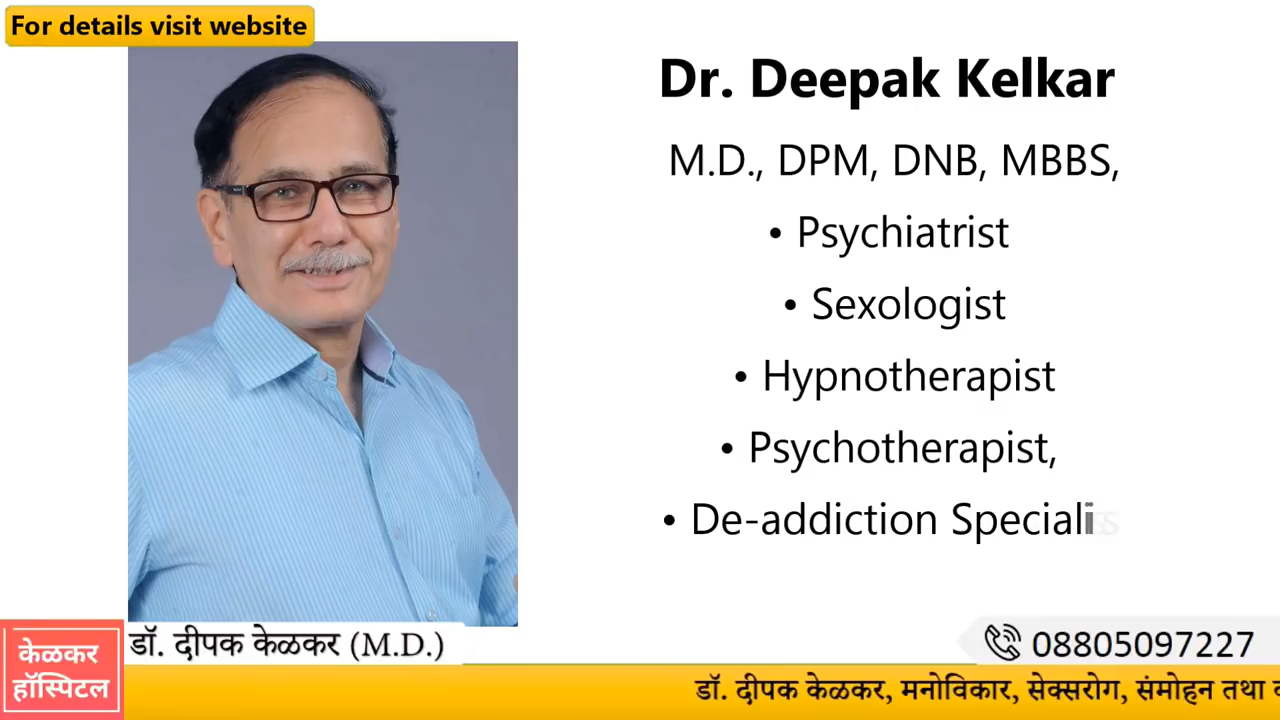 For details visit website
Dr. Deepak Kelkar
M.D., DPM, DNB, MBBS,
• Psychiatrist
• Sexologist
• Hypnotherapist
• Psychotherapist,
• De-addiction
केळकर
हॉस्पिटल
डॉ. दीपक केळकर (M.D.)
08805097227
डॉ. दीपक केळकर, मनोविकार, सेक्सरोग, संमोहन तथा